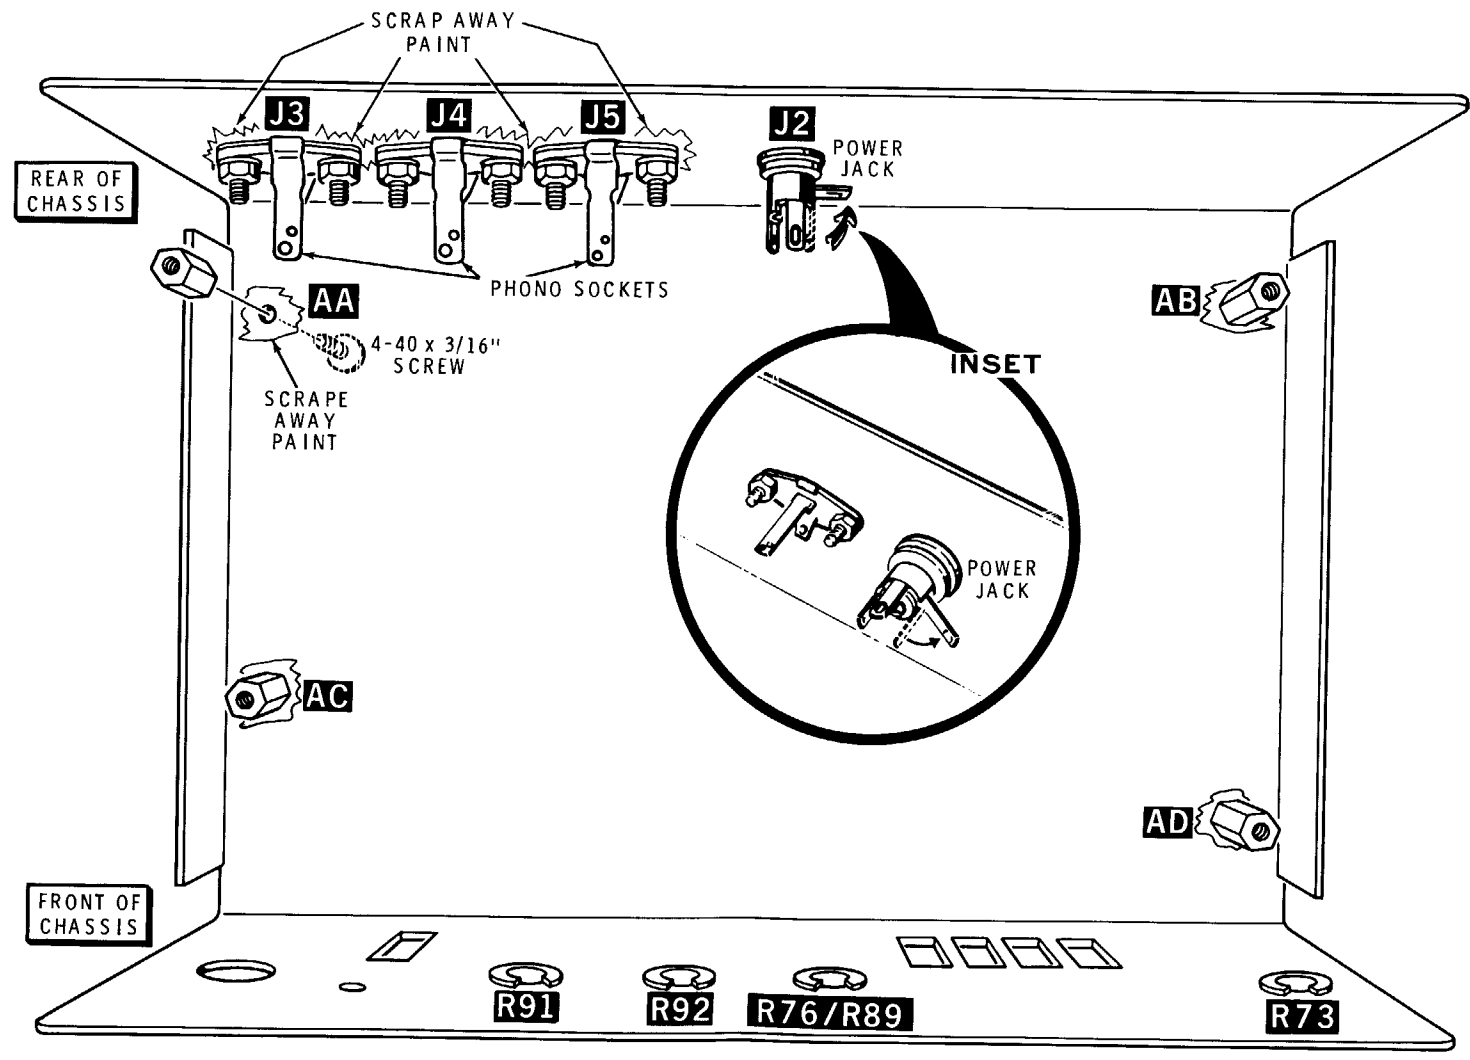 SCRAP AWAY
PAINT
J3
J4
J5
J2
POWER
JACK
REAR OF
CHASSIS
PHONO SOCKETS
AA
AB
4-40 x 3/16"
SCREW
SCRAPE
AWAY
PAINT
INSET
POWER
JACK
AC
AD
FRONT OF
CHASSIS
R91
R92
R76/R89
R73